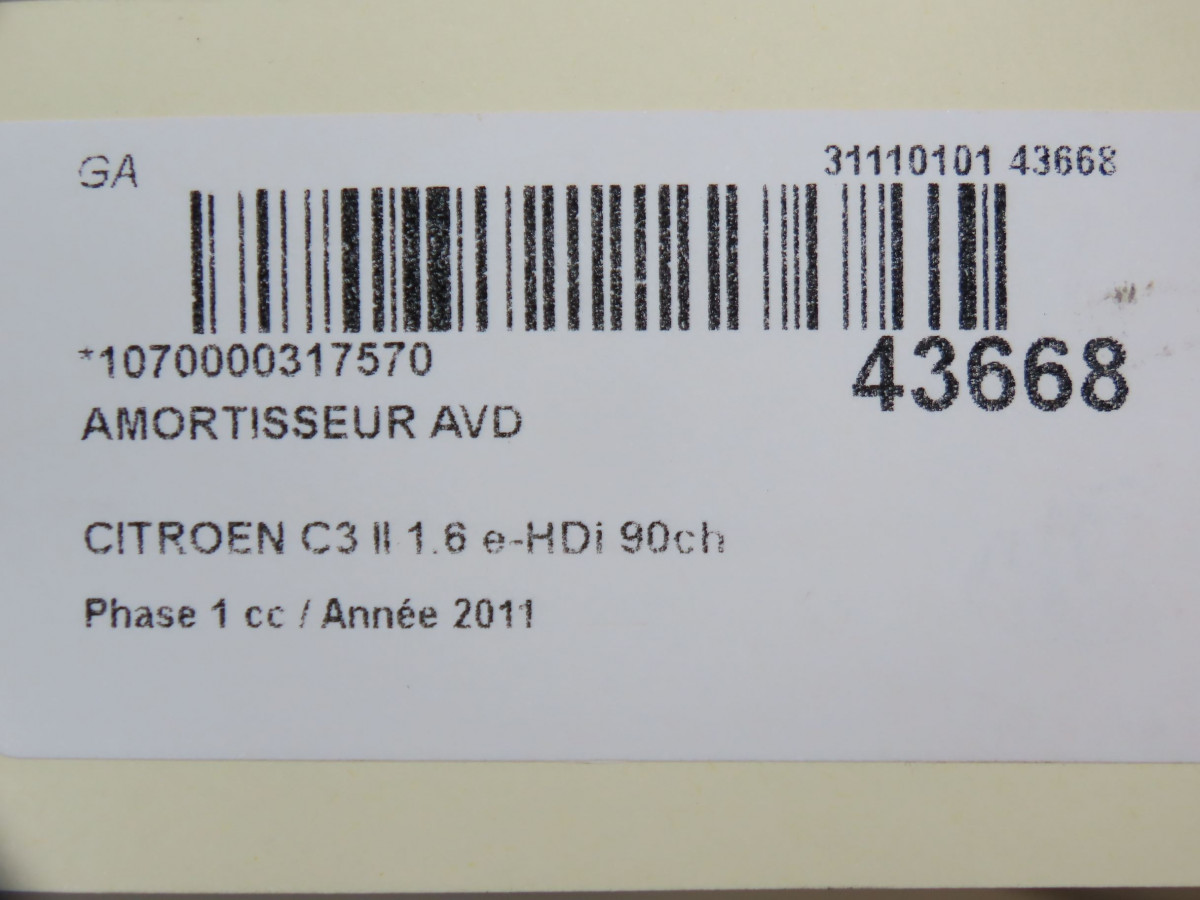 GA
31110101 43668
*1070000317570
43668
AMORTISSEUR AVD
CITROEN C3 II 1.6 e-HDi 90ch
Phase 1 cc / Année 2011